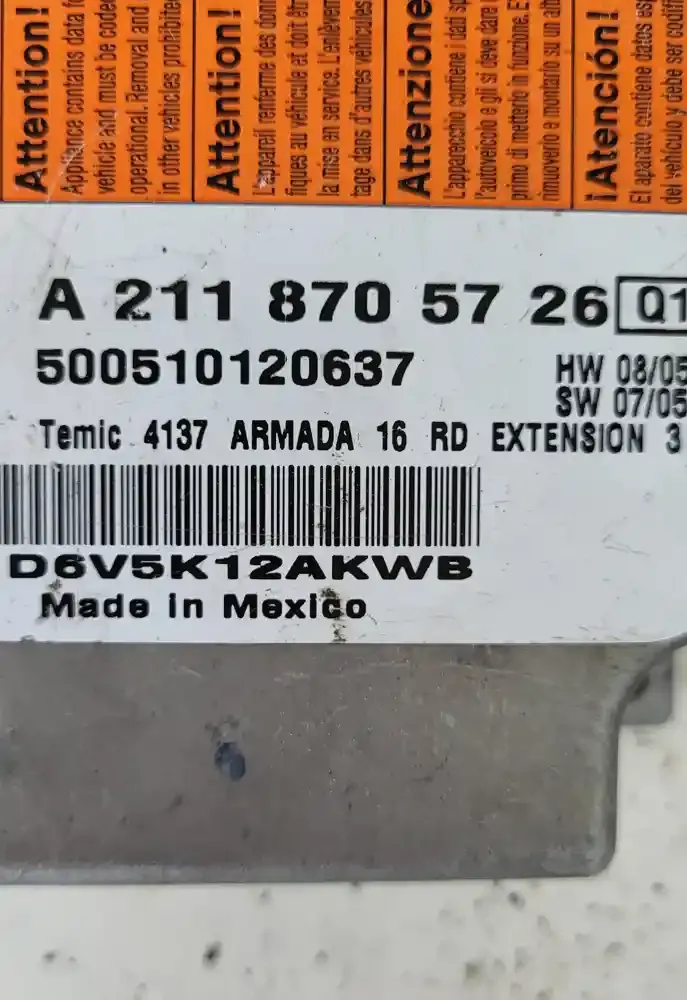 Attention!
Appliance contains data for
vehicle and must be coded
operational. Removal and
in other vehicles prohibited
Attention!
L'appareil renferme des don
fiques au véhicule et doit êtr
la mise en service. L'enlèvem
tage dans d'autres véhicules
Attenzione
L'apparecchio contiene i dati sp
l'autoveicolo e gli si deve dare
primo di metterlo in funzione. E
rimuoverlo e montarlo su un alt
¡Atención!
El aparato contiene datos esp
del vehículo y debe ser codifi
A 211 870 57 26 Q1
500510120637
HW 08/05
SW 07/05
Temic 4137 ARMADA 16 RD EXTENSION 3
D6V5K12AKWB
Made in Mexico